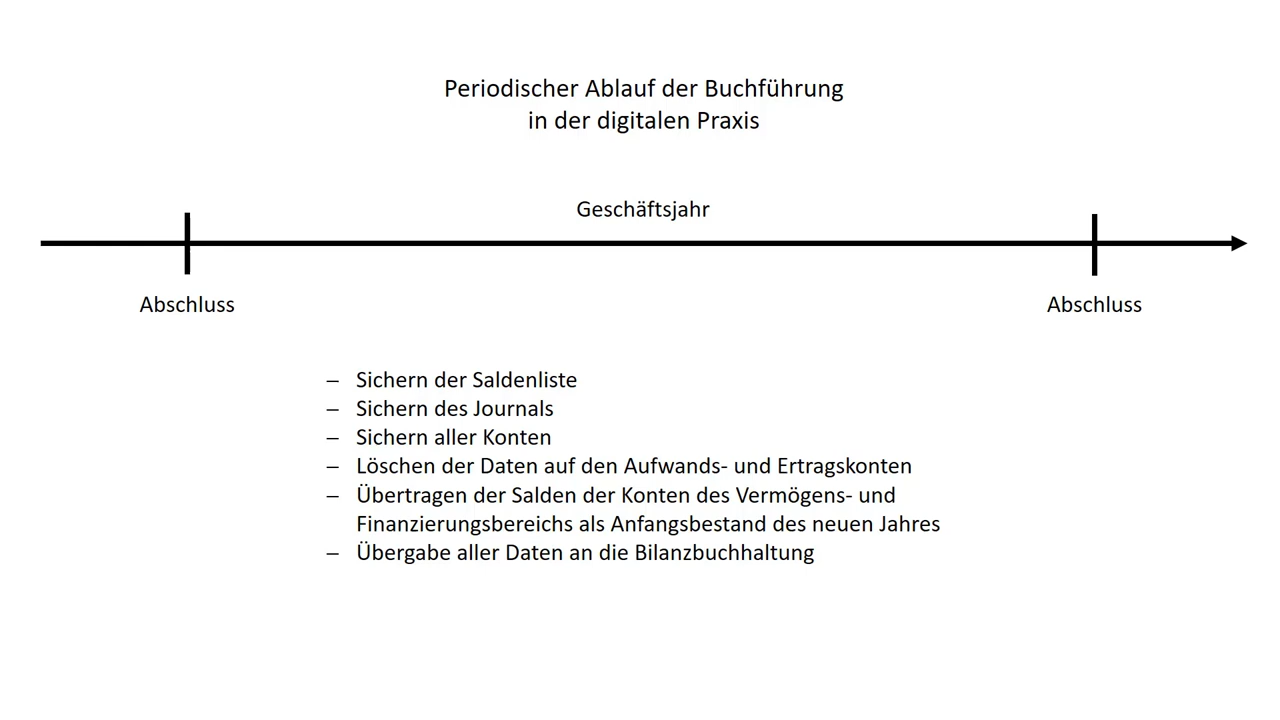 Periodischer Ablauf der Buchführung
in der digitalen Praxis
Geschäftsjahr
Abschluss
Abschluss
– Sichern der Saldenliste
– Sichern des Journals
– Sichern aller Konten
– Löschen der Daten auf den Aufwands- und Ertragskonten
– Übertragen der Salden der Konten des Vermögens- und
Finanzierungsbereichs als Anfangsbestand des neuen Jahres
– Übergabe aller Daten an die Bilanzbuchhaltung